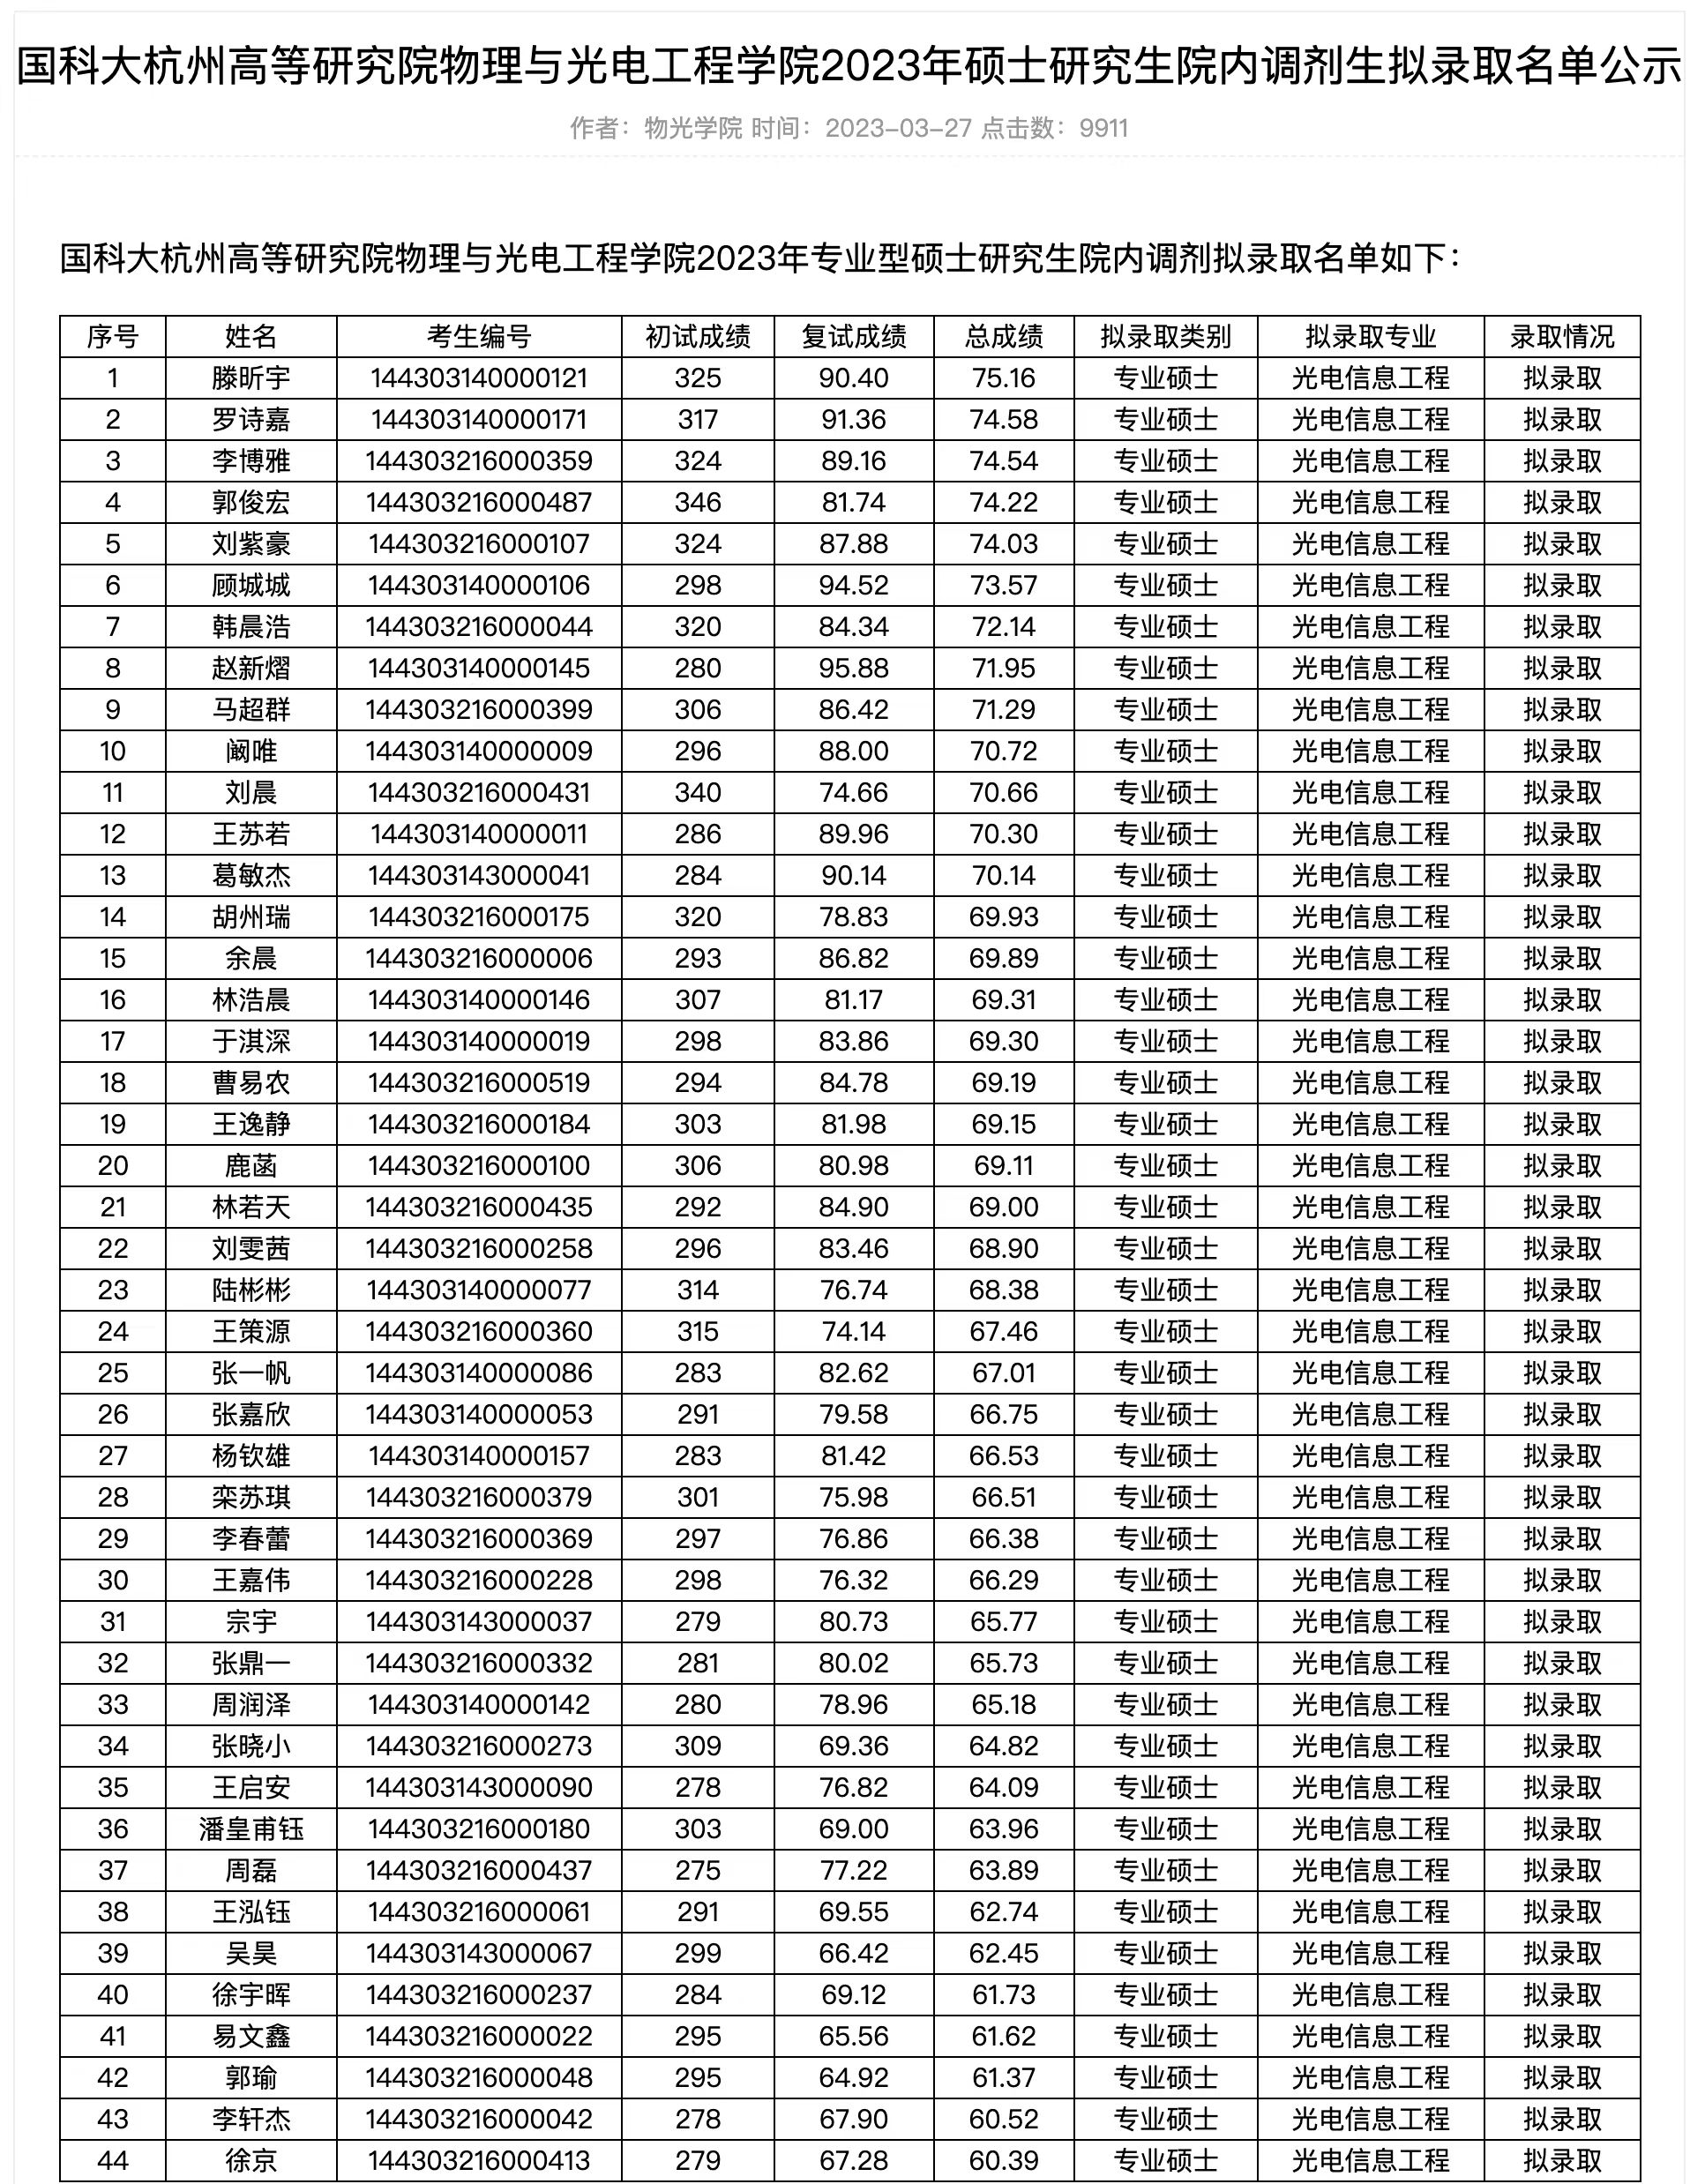 国科大杭州高等研究院物理与光电工程学院2023年硕士研究生院内调剂生拟录取名单公示
作者：物光学院 时间：2023-03-27 点击数：9911
国科大杭州高等研究院物理与光电工程学院2023年专业型硕士研究生院内调剂拟录取名单如下：
序号 姓名 考生编号 初试成绩 复试成绩 总成绩 拟录取类别 拟录取专业 录取情况
1 滕昕宇 144303140000121 325 90.40 75.16 专业硕士 光电信息工程 拟录取
2 罗诗嘉 144303140000171 317 91.36 74.58 专业硕士 光电信息工程 拟录取
3 李博雅 144303216000359 324 89.16 74.54 专业硕士 光电信息工程 拟录取
4 郭俊宏 144303216000487 346 81.74 74.22 专业硕士 光电信息工程 拟录取
5 刘紫豪 144303216000107 324 87.88 74.03 专业硕士 光电信息工程 拟录取
6 顾城城 144303140000106 298 94.52 73.57 专业硕士 光电信息工程 拟录取
7 韩晨浩 144303216000044 320 84.34 72.14 专业硕士 光电信息工程 拟录取
8 赵新熠 144303140000145 280 95.88 71.95 专业硕士 光电信息工程 拟录取
9 马超群 144303216000399 306 86.42 71.29 专业硕士 光电信息工程 拟录取
10 阚唯 144303140000009 296 88.00 70.72 专业硕士 光电信息工程 拟录取
11 刘晨 144303216000431 340 74.66 70.66 专业硕士 光电信息工程 拟录取
12 王苏若 144303140000011 286 89.96 70.30 专业硕士 光电信息工程 拟录取
13 葛敏杰 144303143000041 284 90.14 70.14 专业硕士 光电信息工程 拟录取
14 胡州瑞 144303216000175 320 78.83 69.93 专业硕士 光电信息工程 拟录取
15 余晨 144303216000006 293 86.82 69.89 专业硕士 光电信息工程 拟录取
16 林浩晨 144303140000146 307 81.17 69.31 专业硕士 光电信息工程 拟录取
17 于淇深 144303140000019 298 83.86 69.30 专业硕士 光电信息工程 拟录取
18 曹易农 144303216000519 294 84.78 69.19 专业硕士 光电信息工程 拟录取
19 王逸静 144303216000184 303 81.98 69.15 专业硕士 光电信息工程 拟录取
20 鹿菡 144303216000100 306 80.98 69.11 专业硕士 光电信息工程 拟录取
21 林若天 144303216000435 292 84.90 69.00 专业硕士 光电信息工程 拟录取
22 刘雯茜 144303216000258 296 83.46 68.90 专业硕士 光电信息工程 拟录取
23 陆彬彬 144303140000077 314 76.74 68.38 专业硕士 光电信息工程 拟录取
24 王策源 144303216000360 315 74.14 67.46 专业硕士 光电信息工程 拟录取
25 张一帆 144303140000086 283 82.62 67.01 专业硕士 光电信息工程 拟录取
26 张嘉欣 144303140000053 291 79.58 66.75 专业硕士 光电信息工程 拟录取
27 杨钦雄 144303140000157 283 81.42 66.53 专业硕士 光电信息工程 拟录取
28 栾苏琪 144303216000379 301 75.98 66.51 专业硕士 光电信息工程 拟录取
29 李春蕾 144303216000369 297 76.86 66.38 专业硕士 光电信息工程 拟录取
30 王嘉伟 144303216000228 298 76.32 66.29 专业硕士 光电信息工程 拟录取
31 宗宇 144303143000037 279 80.73 65.77 专业硕士 光电信息工程 拟录取
32 张鼎一 144303216000332 281 80.02 65.73 专业硕士 光电信息工程 拟录取
33 周润泽 144303140000142 280 78.96 65.18 专业硕士 光电信息工程 拟录取
34 张晓小 144303216000273 309 69.36 64.82 专业硕士 光电信息工程 拟录取
35 王启安 144303143000090 278 76.82 64.09 专业硕士 光电信息工程 拟录取
36 潘皇甫钰 144303216000180 303 69.00 63.96 专业硕士 光电信息工程 拟录取
37 周磊 144303216000437 275 77.22 63.89 专业硕士 光电信息工程 拟录取
38 王泓钰 144303216000061 291 69.55 62.74 专业硕士 光电信息工程 拟录取
39 吴昊 144303143000067 299 66.42 62.45 专业硕士 光电信息工程 拟录取
40 徐宇晖 144303216000237 284 69.12 61.73 专业硕士 光电信息工程 拟录取
41 易文鑫 144303216000022 295 65.56 61.62 专业硕士 光电信息工程 拟录取
42 郭瑜 144303216000048 295 64.92 61.37 专业硕士 光电信息工程 拟录取
43 李轩杰 144303216000042 278 67.90 60.52 专业硕士 光电信息工程 拟录取
44 徐京 144303216000413 279 67.28 60.39 专业硕士 光电信息工程 拟录取